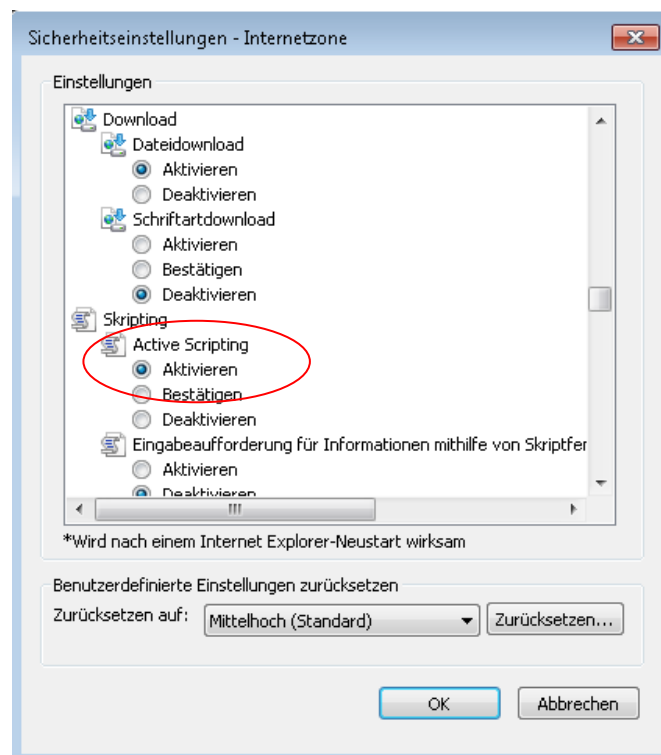 Sicherheitseinstellungen - Internetzone
Einstellungen
Download
Dateidownload
Aktivieren
Deaktivieren
Schriftartdownload
Aktivieren
Bestätigen
Deaktivieren
Skripting
Active Scripting
Aktivieren
Bestätigen
Deaktivieren
Eingabeaufforderung für Informationen mithilfe von Skriptfer
Aktivieren
Deaktivieren
*Wird nach einem Internet Explorer-Neustart wirksam
Benutzerdefinierte Einstellungen zurücksetzen
Zurücksetzen auf: Mittelhoch (Standard) Zurücksetzen...
OK Abbrechen